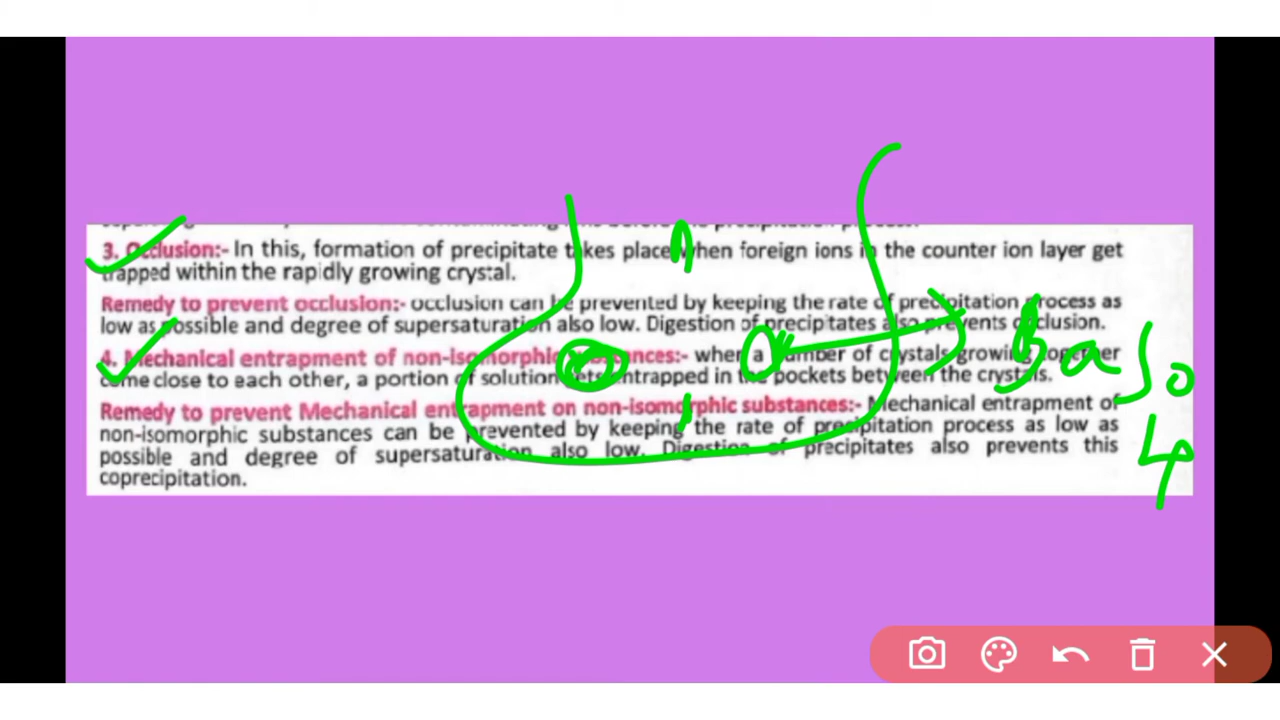 3. Occlusion:- In this, formation of precipitate takes place when foreign ions in the counter ion layer get
trapped within the rapidly growing crystal.
Remedy to prevent occlusion:- occlusion can be prevented by keeping the rate of precipitation process as
low as possible and degree of supersaturation also low. Digestion of precipitates also prevents occlusion.
4. Mechanical entrapment of non-isomorphic substances:- when a number of crystals growing together
come close to each other, a portion of solution gets entrapped in the pockets between the crystals.
Remedy to prevent Mechanical entrapment on non-isomorphic substances:- Mechanical entrapment of
non-isomorphic substances can be prevented by keeping the rate of precipitation process as low as
possible and degree of supersaturation also low. Digestion of precipitates also prevents this
coprecipitation.
Ba So
4